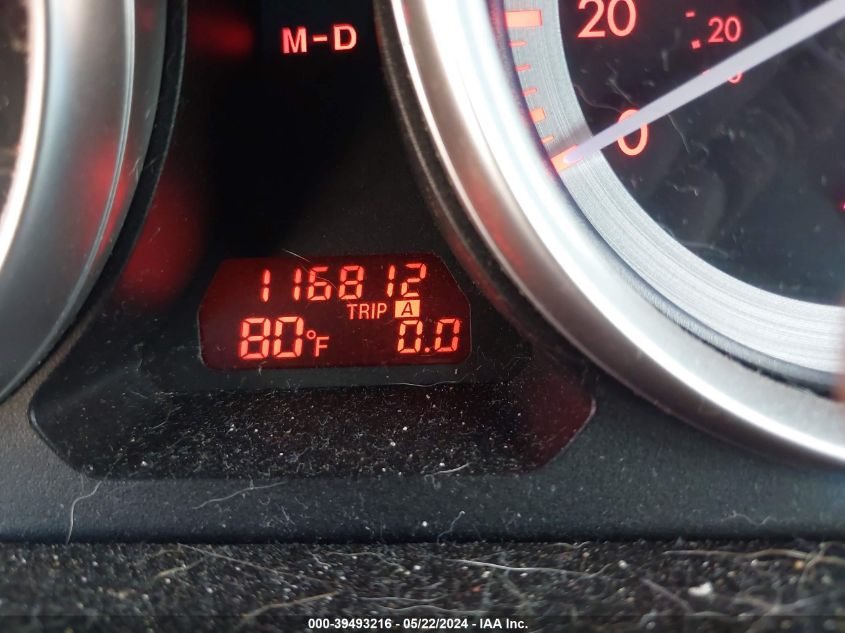 M-D
20
20
0
116812
TRIP A
80°F 0.0
000-39493216 - 05/22/2024 - IAA Inc.